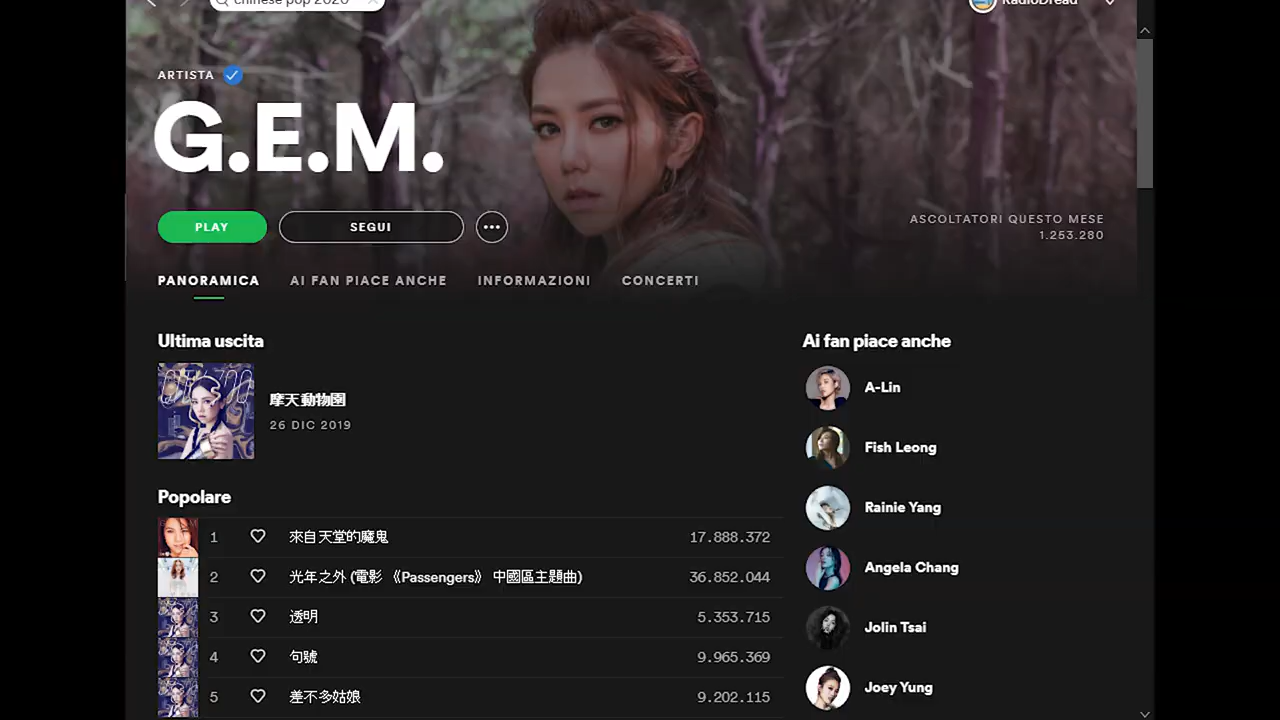 chinese pop 2020
RadioDread
ARTISTA
G.E.M.
PLAY
SEGUI
ASCOLTATORI QUESTO MESE
1.253.280
PANORAMICA
AI FAN PIACE ANCHE
INFORMAZIONI
CONCERTI
Ultima uscita
摩天動物園
26 DIC 2019
Popolare
1 來自天堂的魔鬼 17.888.372
2 光年之外 (電影 《Passengers》 中國區主題曲) 36.852.044
3 透明 5.353.715
4 句號 9.965.369
5 差不多姑娘 9.202.115
Ai fan piace anche
A-Lin
Fish Leong
Rainie Yang
Angela Chang
Jolin Tsai
Joey Yung